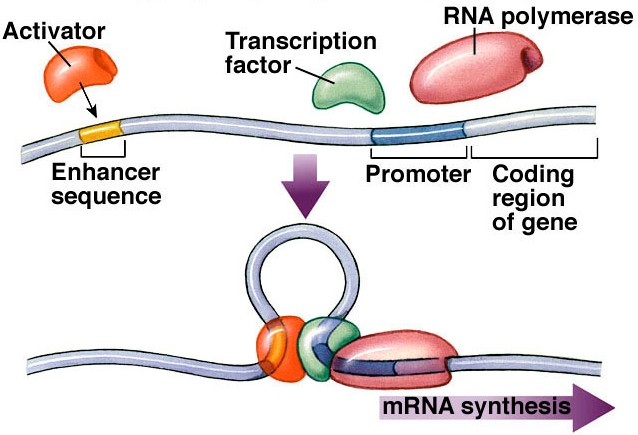 Activator
Transcription
factor
RNA polymerase
Enhancer
sequence
Promoter
Coding
region
of gene
mRNA synthesis